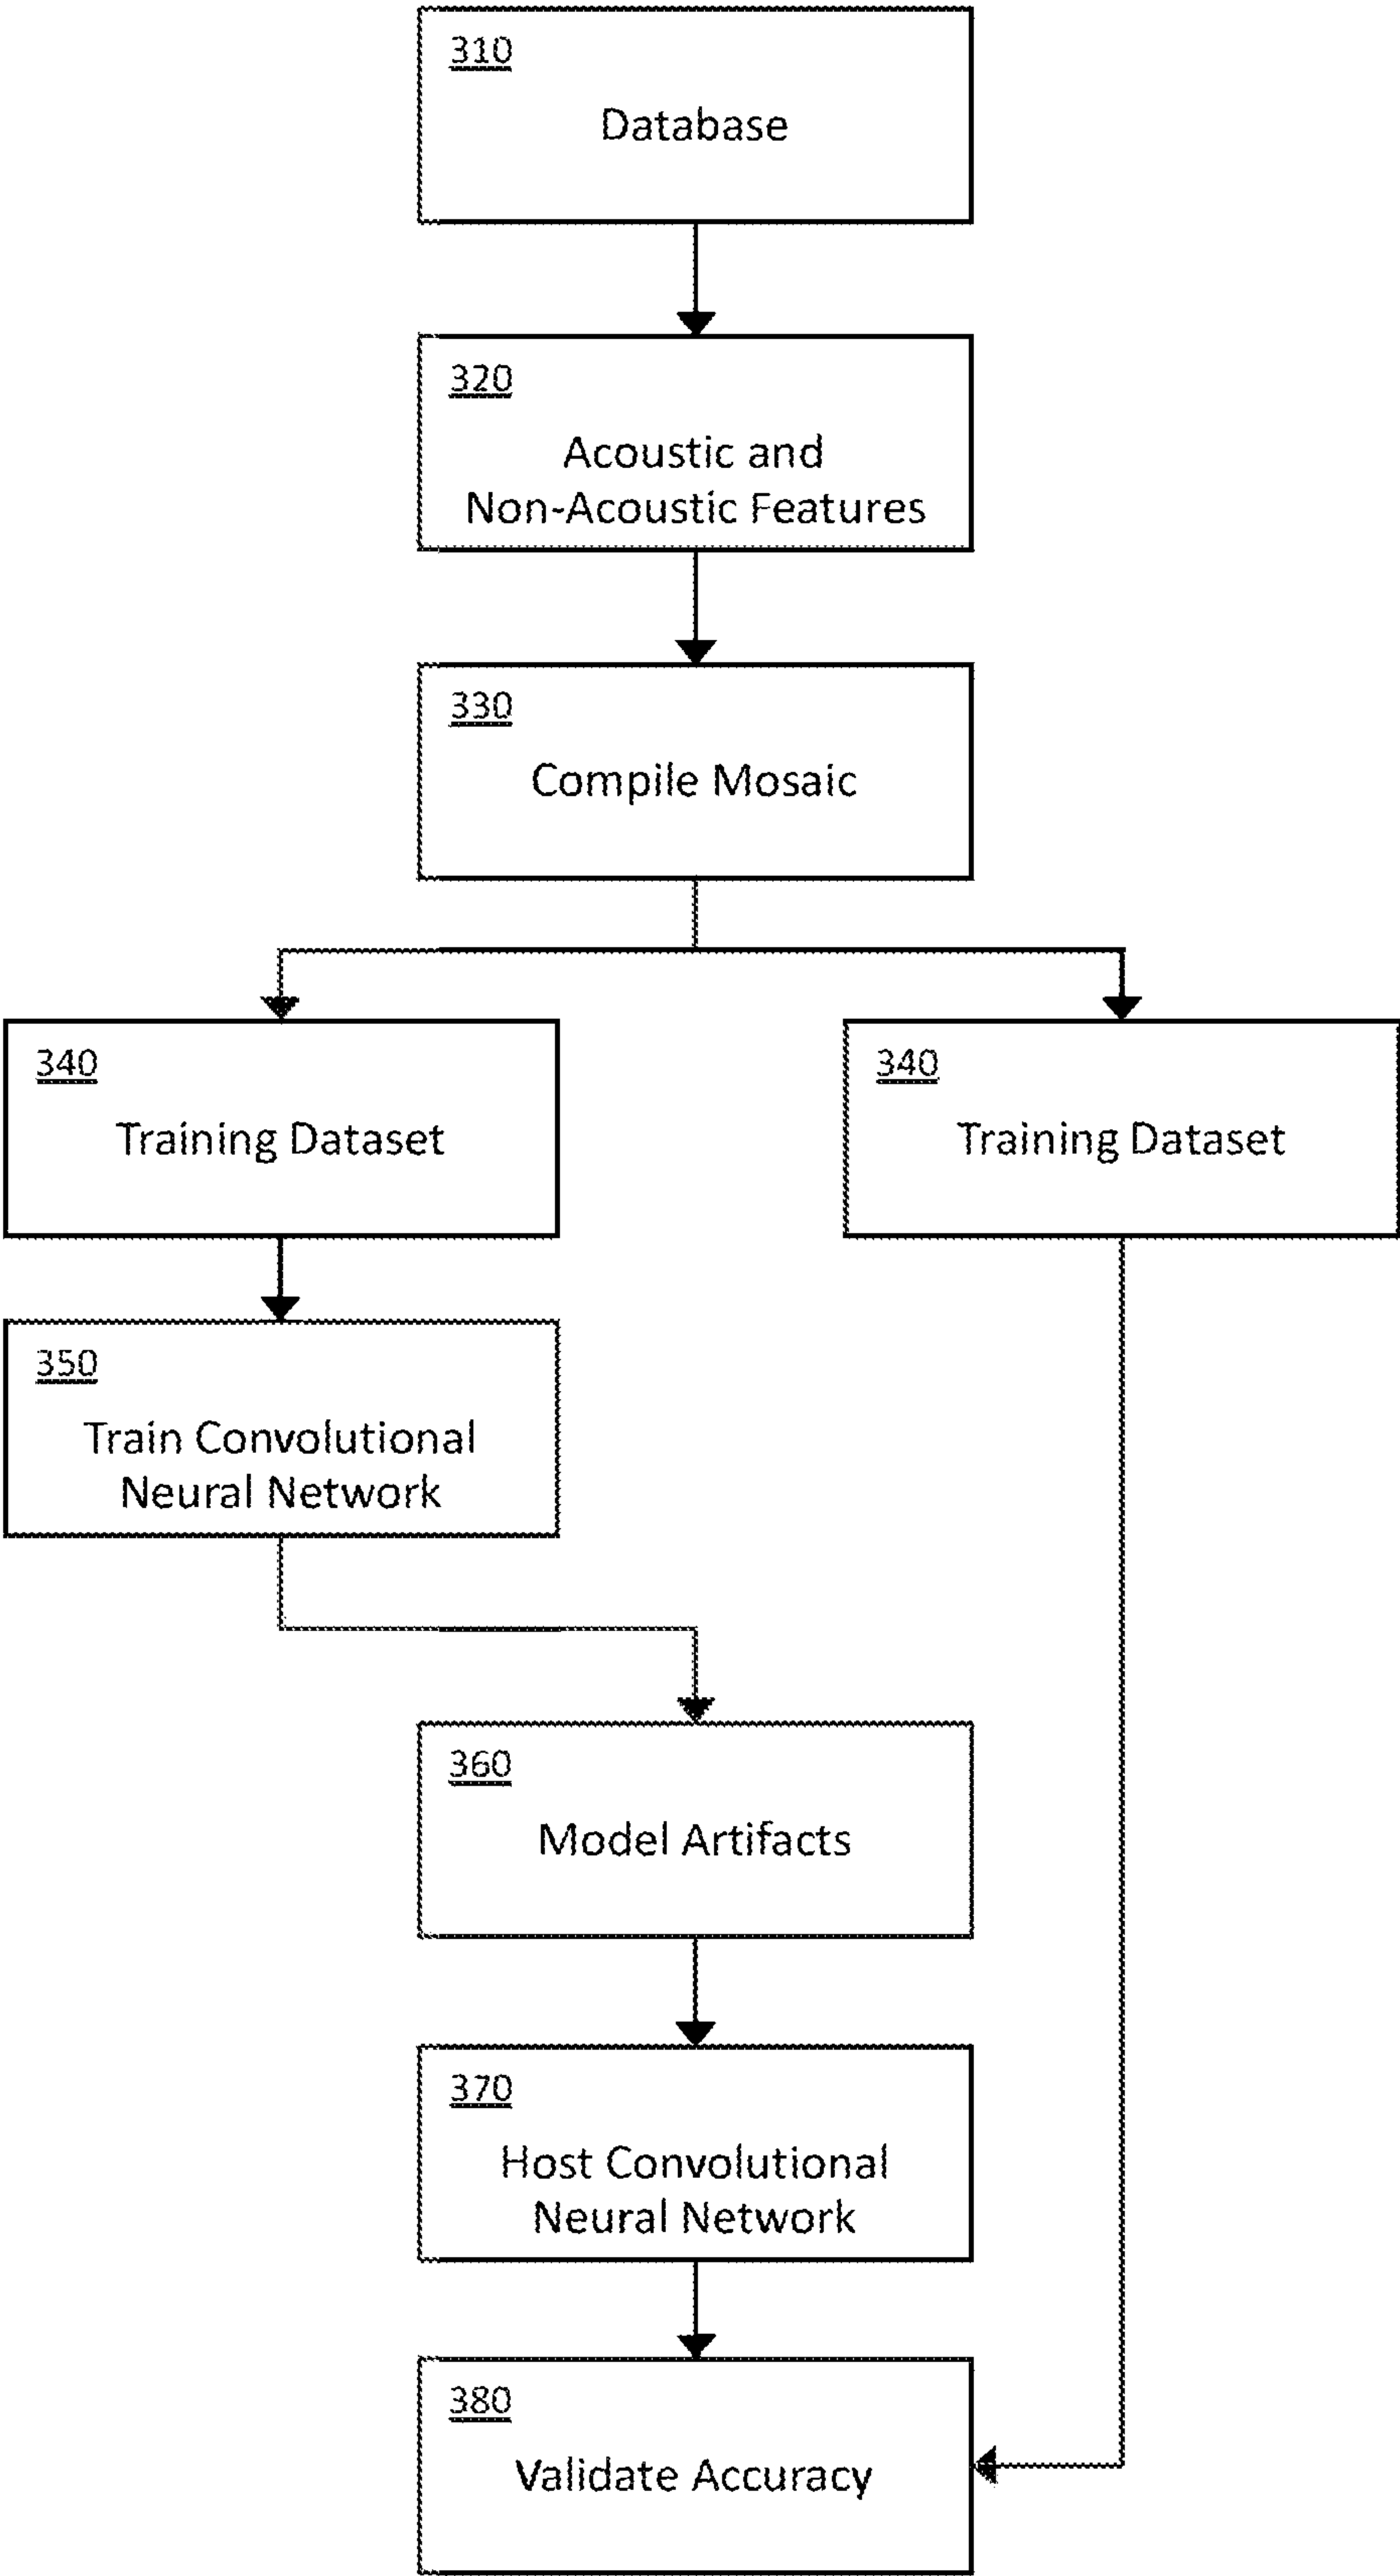 310
Database
320
Acoustic and
Non-Acoustic Features
330
Compile Mosaic
340
Training Dataset
340
Training Dataset
350
Train Convolutional
Neural Network
360
Model Artifacts
370
Host Convolutional
Neural Network
380
Validate Accuracy